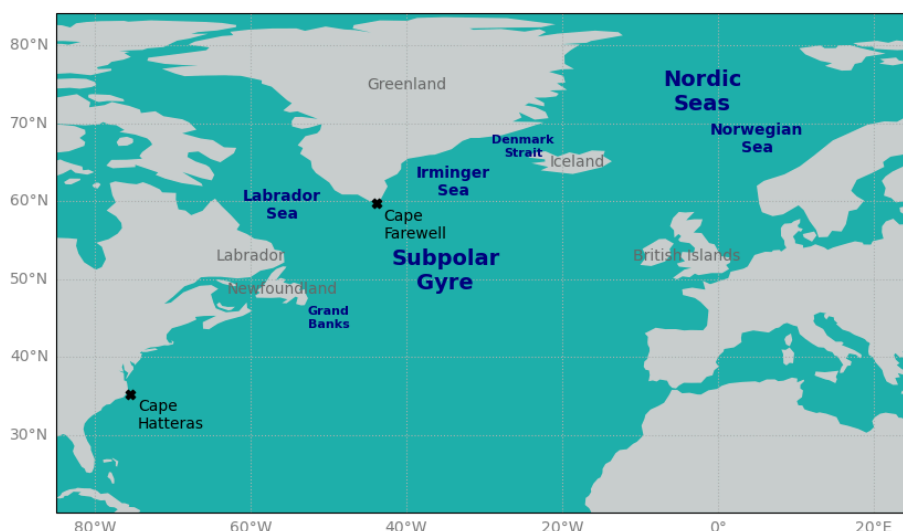 80°N
Greenland
Nordic
Seas
70°N
Norwegian
Sea
Denmark
Strait
Iceland
Irminger
Sea
60°N
Labrador
Sea
Cape
Farewell
Subpolar
Gyre
Labrador
British Islands
50°N
Newfoundland
Grand
Banks
40°N
Cape
Hatteras
30°N
80°W 60°W 40°W 20°W 0° 20°E